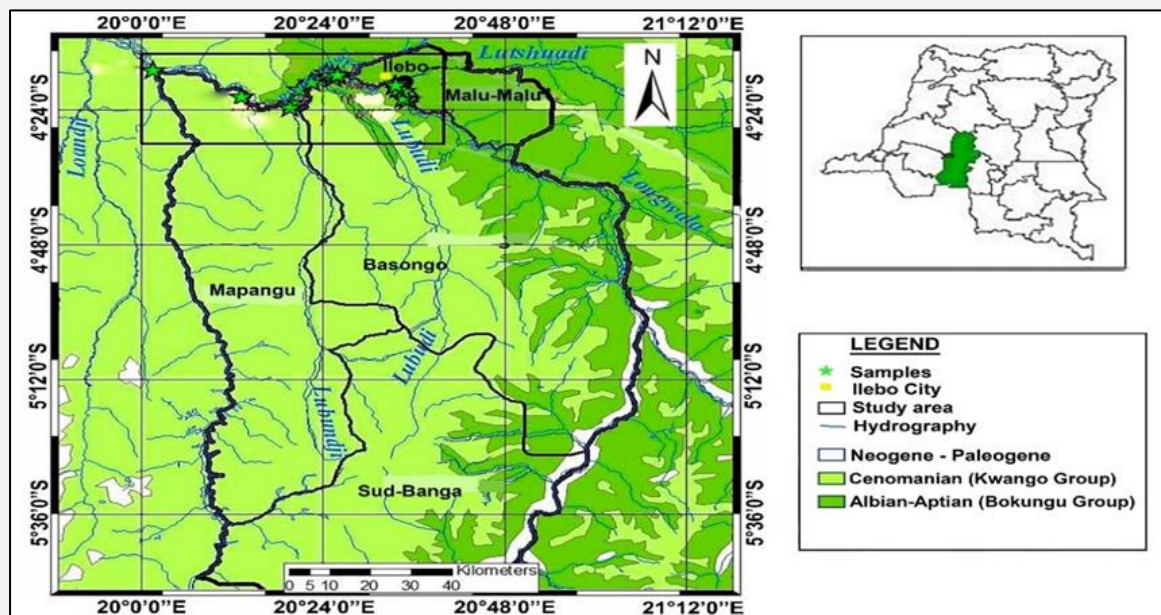 20°0'0"E
20°24'0"E
20°48'0"E
21°12'0"E
Lutshuadi
N
Ilebo
Malu-Malu
4°24'0"S
4°24'0"S
Loandji
Lubudi
Longwala
4°48'0"S
4°48'0"S
Basongo
Mapangu
Lubudi
5°12'0"S
5°12'0"S
Lubundji
Sud-Banga
5°36'0"S
5°36'0"S
Kilometers
0 5 10 20 30 40
20°0'0"E
20°24'0"E
20°48'0"E
21°12'0"E
LEGEND
Samples
Ilebo City
Study area
Hydrography
Neogene - Paleogene
Cenomanian (Kwango Group)
Albian-Aptian (Bokungu Group)